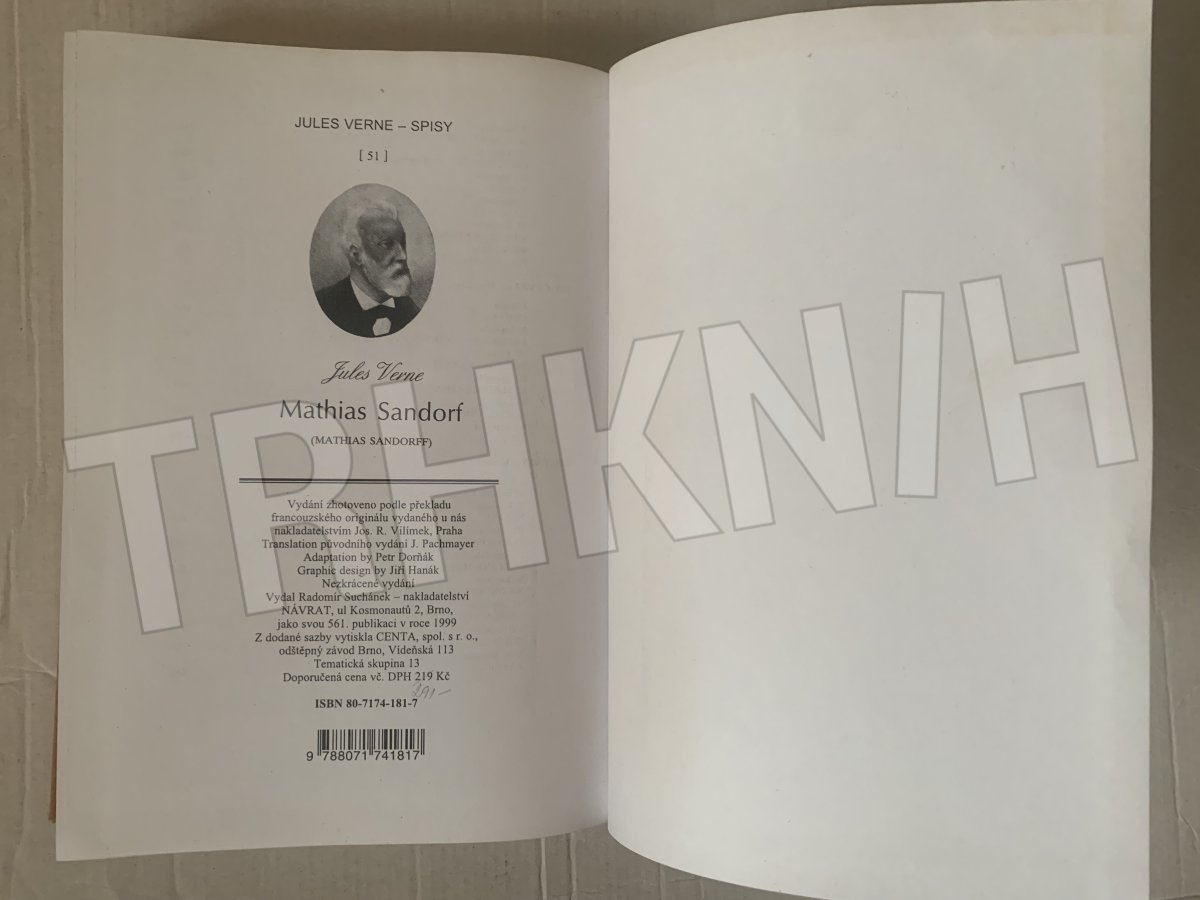 JULES VERNE – SPISY
[ 51 ]
Jules Verne
Mathias Sandorf
(MATHIAS SANDORFF)
Vydání zhotoveno podle překladu
francouzského originálu vydaného u nás
nakladatelstvím Jos. R. Vilímek, Praha
Translation původního vydání J. Pachmayer
Adaptation by Petr Dorňák
Graphic design by Jiří Hanák
Nezkrácené vydání
Vydal Radomír Suchánek – nakladatelství
NÁVRAT, ul Kosmonautů 2, Brno,
jako svou 561. publikaci v roce 1999
Z dodané sazby vytiskla CENTA, spol. s r. o.,
odštěpný závod Brno, Vídeňská 113
Tematická skupina 13
Doporučená cena vč. DPH 219 Kč
291–
ISBN 80-7174-181-7
9 788071 741817
TRHKNIH